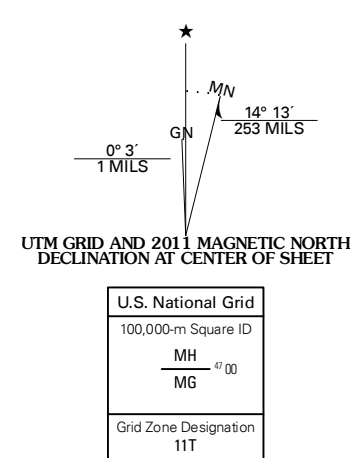 ★
MN
14° 13´
253 MILS
GN
0° 3´
1 MILS
UTM GRID AND 2011 MAGNETIC NORTH
DECLINATION AT CENTER OF SHEET
U.S. National Grid
100,000-m Square ID
MH
47 00
MG
Grid Zone Designation
11T